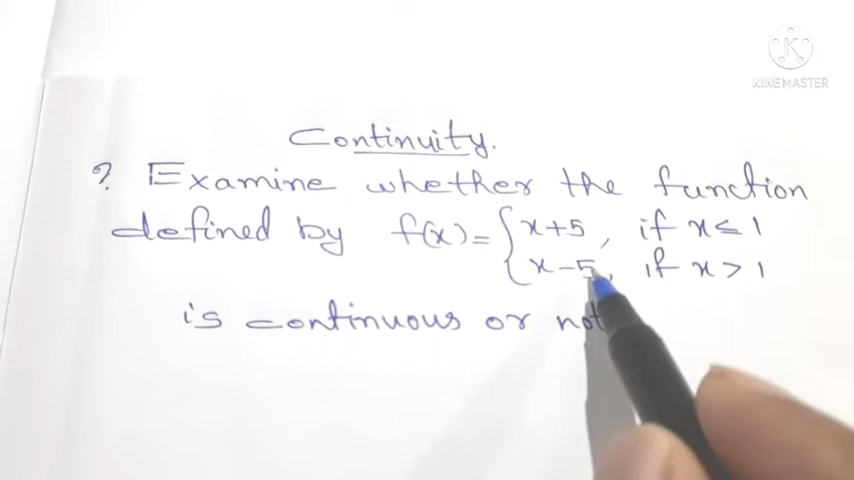 KINEMASTER
Continuity.
? Examine whether the function
defined by f(x) = { x+5, if x ≤ 1
x-5, if x > 1
is continuous or not